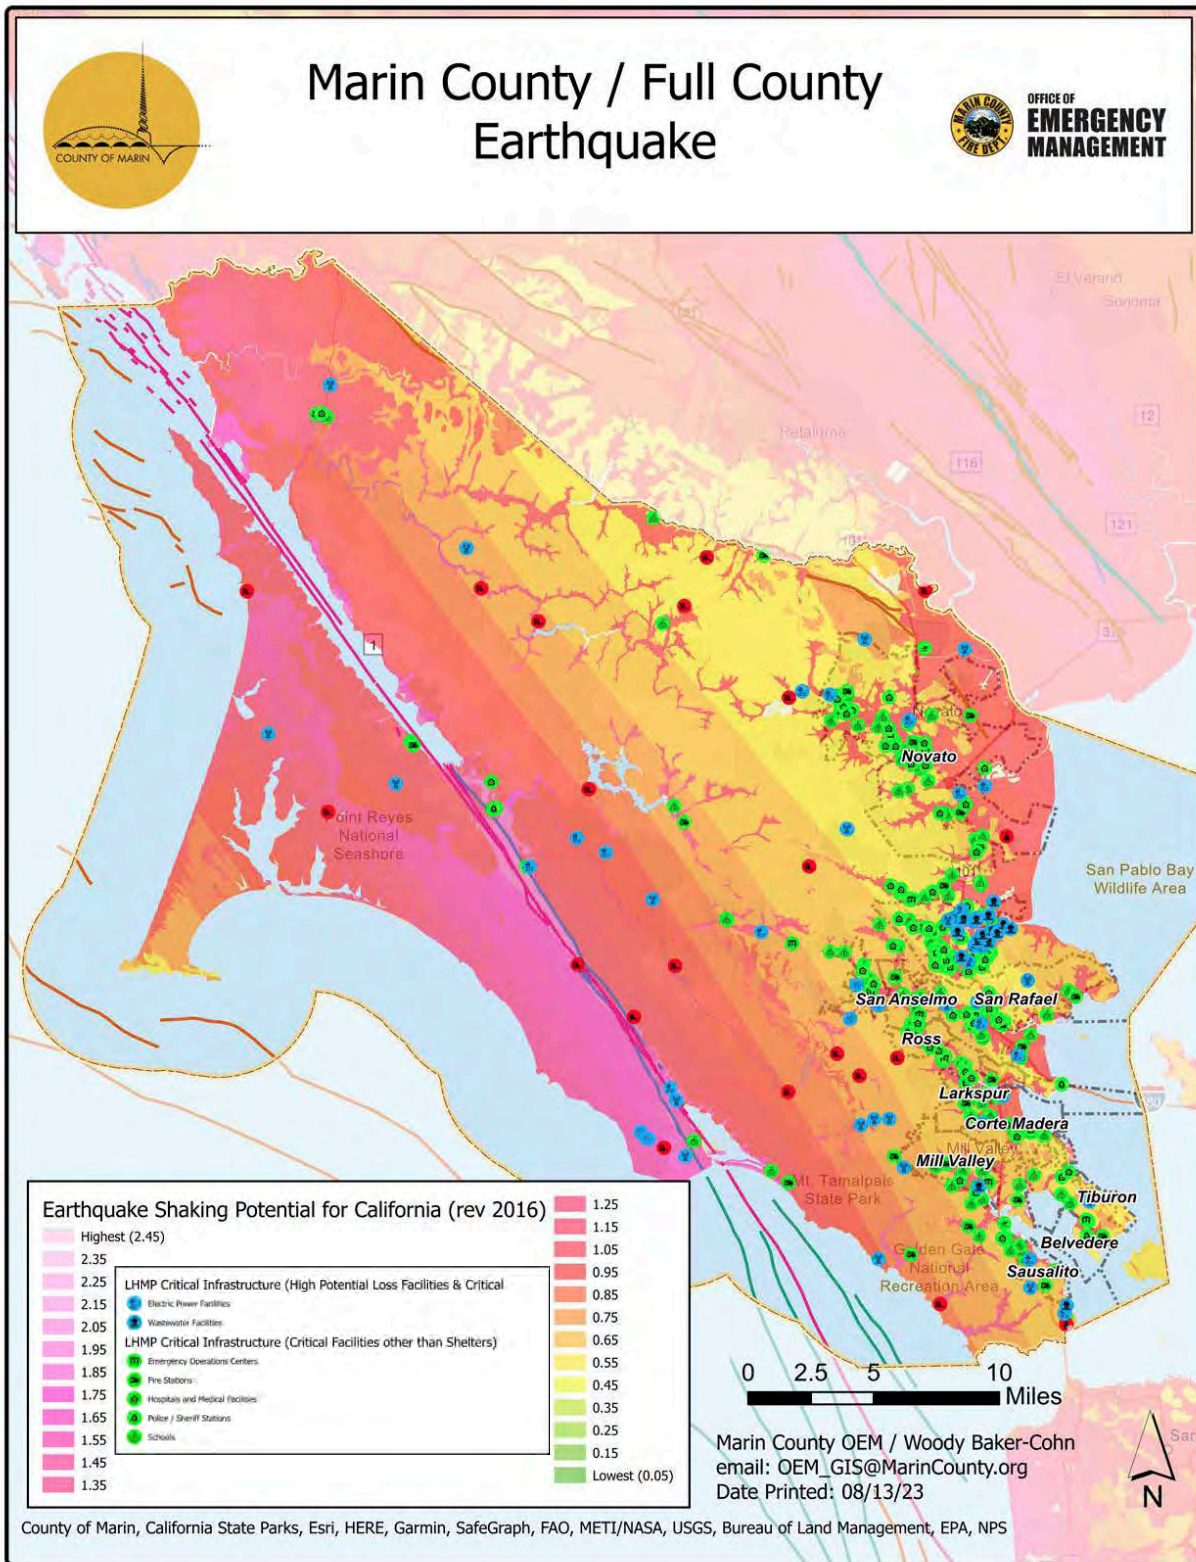 Marin County / Full County
Earthquake
COUNTY OF MARIN
MARIN COUNTY
FIRE DEPT.
OFFICE OF
EMERGENCY
MANAGEMENT
El Verano
Sonoma
12
116
Petaluma
121
101
37
1
Novato
Novato
Point Reyes
National
Seashore
101
San Pablo Bay
Wildlife Area
San Anselmo
San Rafael
Ross
Larkspur
Corte Madera
Mill Valley
Mill Valley
Mt. Tamalpais
State Park
Tiburon
Belvedere
Golden Gate
National
Recreation Area
Sausalito
Earthquake Shaking Potential for California (rev 2016)
Highest (2.45)
2.35
2.25
2.15
2.05
1.95
1.85
1.75
1.65
1.55
1.45
1.35
LHMP Critical Infrastructure (High Potential Loss Facilities & Critical
Electric Power Facilities
Wastewater Facilities
LHMP Critical Infrastructure (Critical Facilities other than Shelters)
Emergency Operations Centers
Fire Stations
Hospitals and Medical Facilities
Police / Sheriff Stations
Schools
1.25
1.15
1.05
0.95
0.85
0.75
0.65
0.55
0.45
0.35
0.25
0.15
Lowest (0.05)
0 2.5 5 10
Miles
Marin County OEM / Woody Baker-Cohn
email: OEM_GIS@MarinCounty.org
Date Printed: 08/13/23
N
County of Marin, California State Parks, Esri, HERE, Garmin, SafeGraph, FAO, METI/NASA, USGS, Bureau of Land Management, EPA, NPS